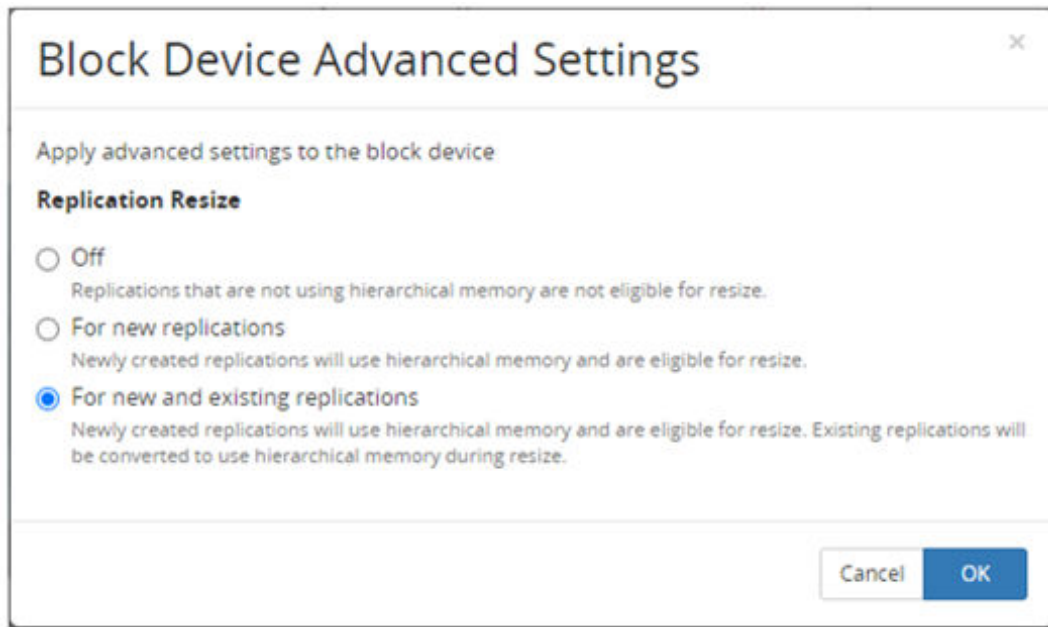 Block Device Advanced Settings
×
Apply advanced settings to the block device
Replication Resize
Off
Replications that are not using hierarchical memory are not eligible for resize.
For new replications
Newly created replications will use hierarchical memory and are eligible for resize.
For new and existing replications
Newly created replications will use hierarchical memory and are eligible for resize. Existing replications will
be converted to use hierarchical memory during resize.
Cancel
OK